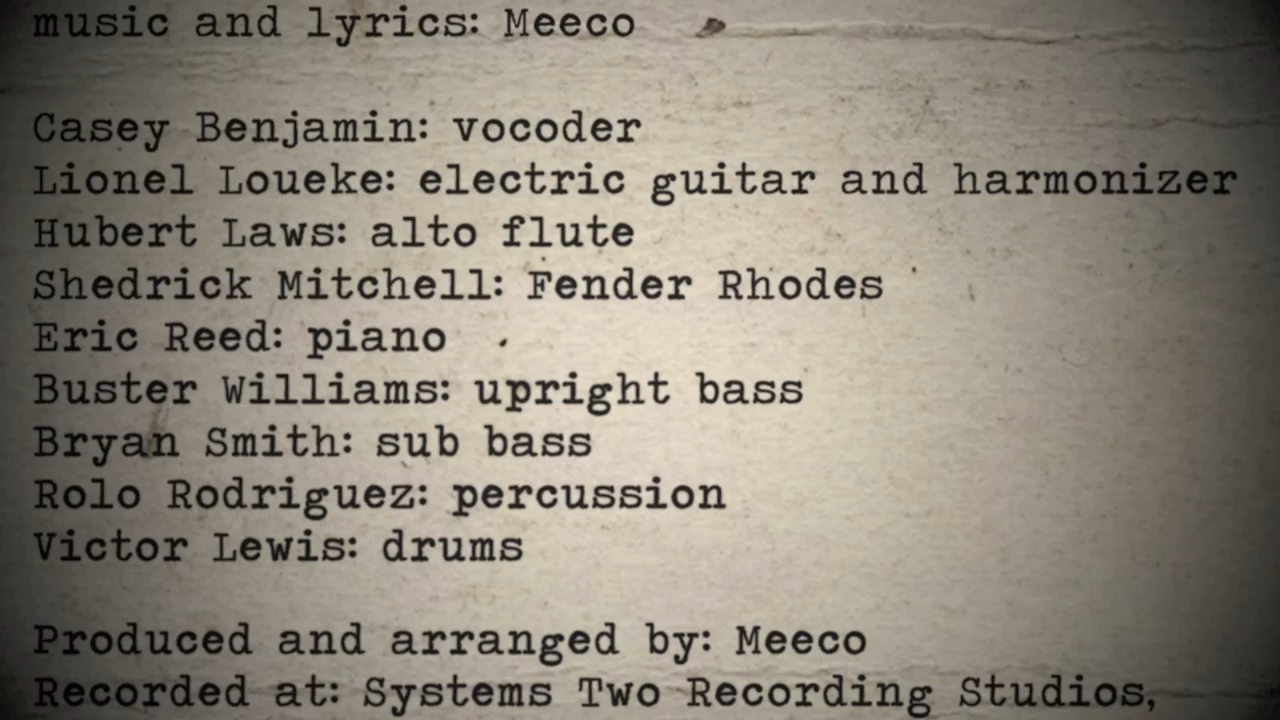 music and lyrics: Meeco
Casey Benjamin: vocoder
Lionel Loueke: electric guitar and harmonizer
Hubert Laws: alto flute
Shedrick Mitchell: Fender Rhodes
Eric Reed: piano
Buster Williams: upright bass
Bryan Smith: sub bass
Rolo Rodriguez: percussion
Victor Lewis: drums
Produced and arranged by: Meeco
Recorded at: Systems Two Recording Studios,